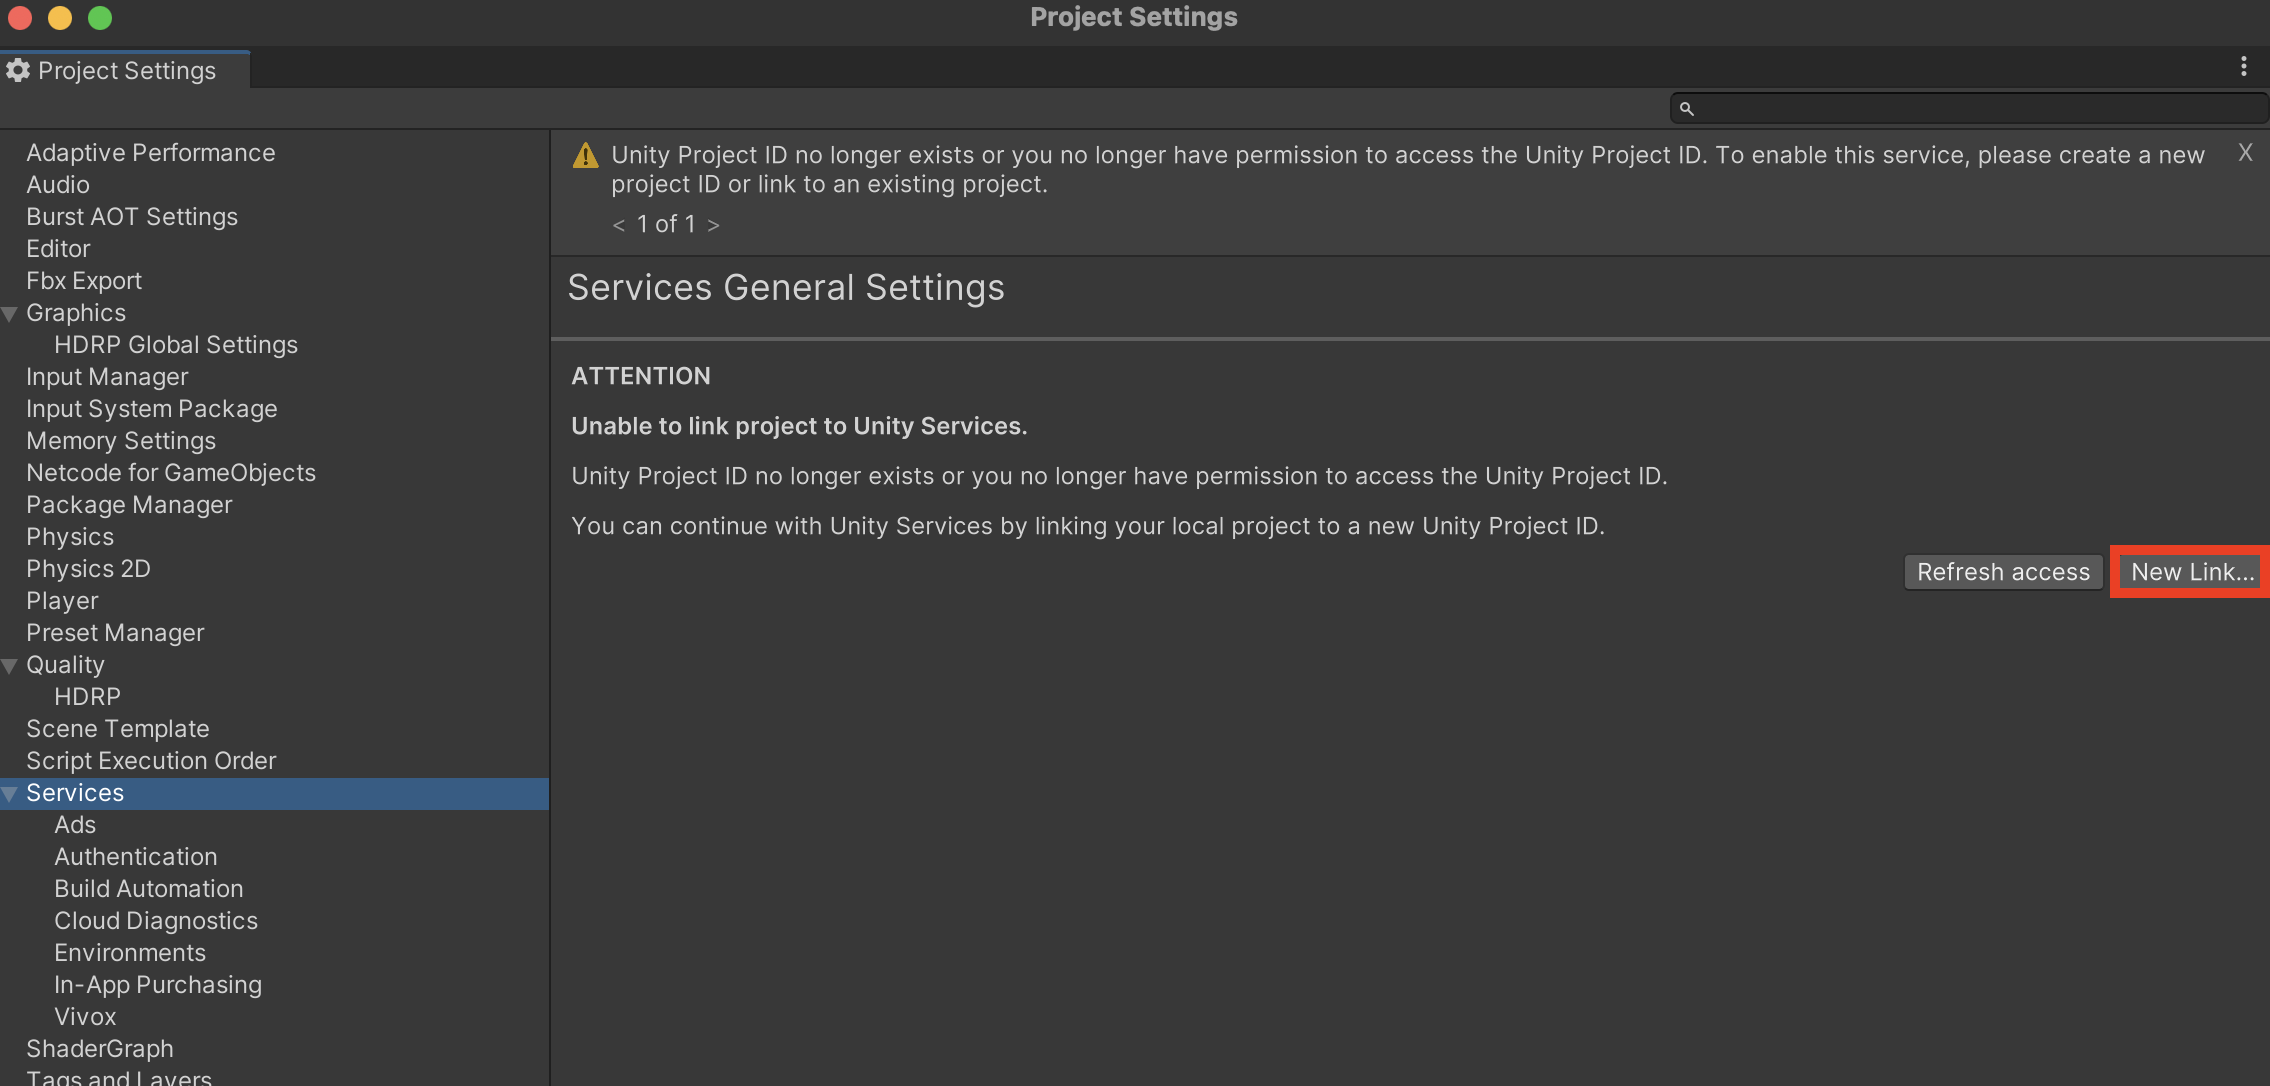 Project Settings
Project Settings
Adaptive Performance
Audio
Burst AOT Settings
Editor
Fbx Export
Graphics
HDRP Global Settings
Input Manager
Input System Package
Memory Settings
Netcode for GameObjects
Package Manager
Physics
Physics 2D
Player
Preset Manager
Quality
HDRP
Scene Template
Script Execution Order
Services
Ads
Authentication
Build Automation
Cloud Diagnostics
Environments
In-App Purchasing
Vivox
ShaderGraph
Tags and Layers
Unity Project ID no longer exists or you no longer have permission to access the Unity Project ID. To enable this service, please create a new
project ID or link to an existing project.
X
< 1 of 1 >
Services General Settings
ATTENTION
Unable to link project to Unity Services.
Unity Project ID no longer exists or you no longer have permission to access the Unity Project ID.
You can continue with Unity Services by linking your local project to a new Unity Project ID.
Refresh access
New Link...